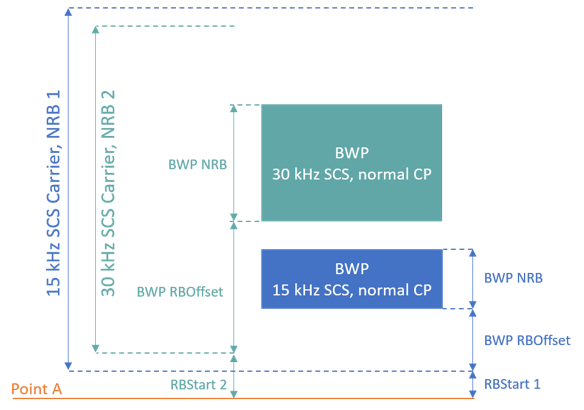 15 kHz SCS Carrier, NRB 1
30 kHz SCS Carrier, NRB 2
BWP NRB
BWP
30 kHz SCS, normal CP
BWP RBOffset
BWP
15 kHz SCS, normal CP
BWP NRB
BWP RBOffset
RBStart 2
RBStart 1
Point A